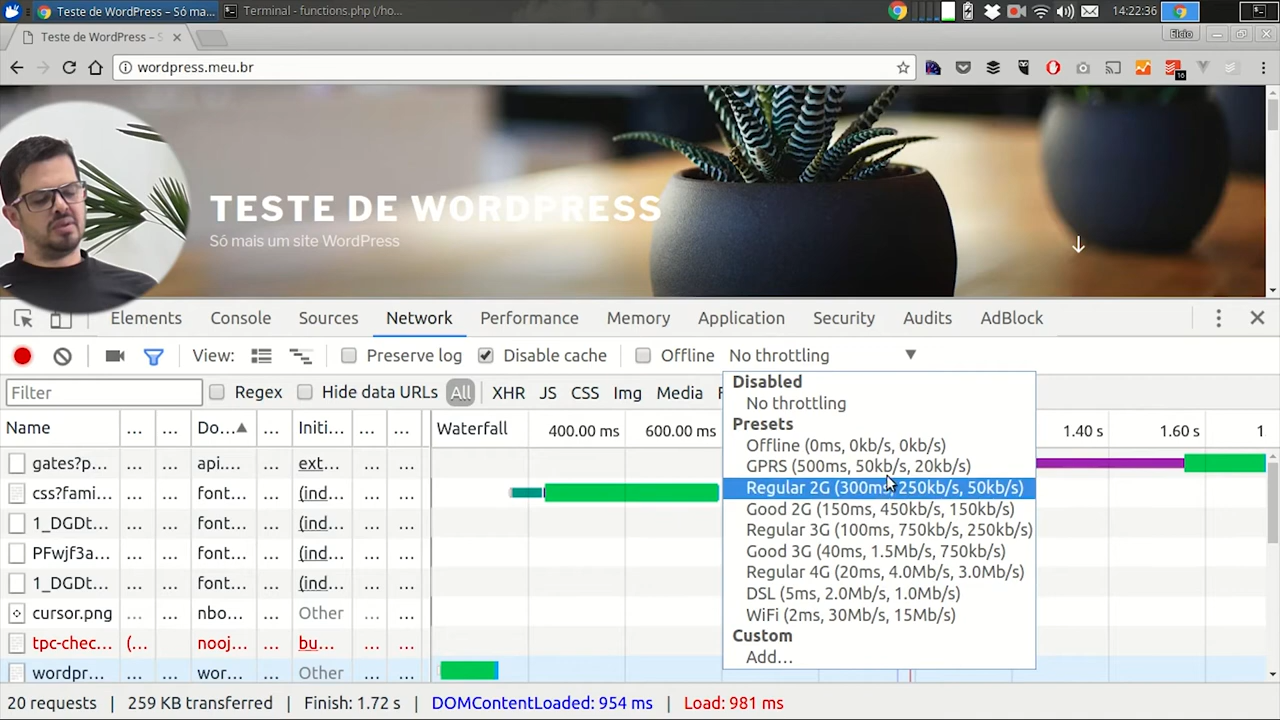 Teste de WordPress – Só ma...
Terminal - functions.php (/ho...
14:22:36
Teste de WordPress – S
Elcio
wordpress.meu.br
16
TESTE DE WORDPRESS
Só mais um site WordPress
Elements Console Sources Network Performance Memory Application Security Audits AdBlock
View: Preserve log Disable cache Offline No throttling
Filter Regex Hide data URLs All XHR JS CSS Img Media
Disabled
No throttling
Presets
Offline (0ms, 0kb/s, 0kb/s)
GPRS (500ms, 50kb/s, 20kb/s)
Regular 2G (300ms, 250kb/s, 50kb/s)
Good 2G (150ms, 450kb/s, 150kb/s)
Regular 3G (100ms, 750kb/s, 250kb/s)
Good 3G (40ms, 1.5Mb/s, 750kb/s)
Regular 4G (20ms, 4.0Mb/s, 3.0Mb/s)
DSL (5ms, 2.0Mb/s, 1.0Mb/s)
WiFi (2ms, 30Mb/s, 15Mb/s)
Custom
Add...
Name ... ... Do... ... Initi... ... ... Waterfall 400.00 ms 600.00 ms 1.40 s 1.60 s 1
gates?p... ... ... api.... ... ext... ... ...
css?fami... ... ... font... ... (ind... ... ...
1_DGDt... ... ... font... ... (ind... ... ...
PFwjf3a... ... ... font... ... (ind... ... ...
1_DGDt... ... ... font... ... (ind... ... ...
cursor.png ... ... nbo... ... Other ... ...
tpc-chec... (... ... nooj... ... bu... ... ...
wordpr... ... ... wor... ... Other ... ...
20 requests | 259 KB transferred | Finish: 1.72 s | DOMContentLoaded: 954 ms | Load: 981 ms